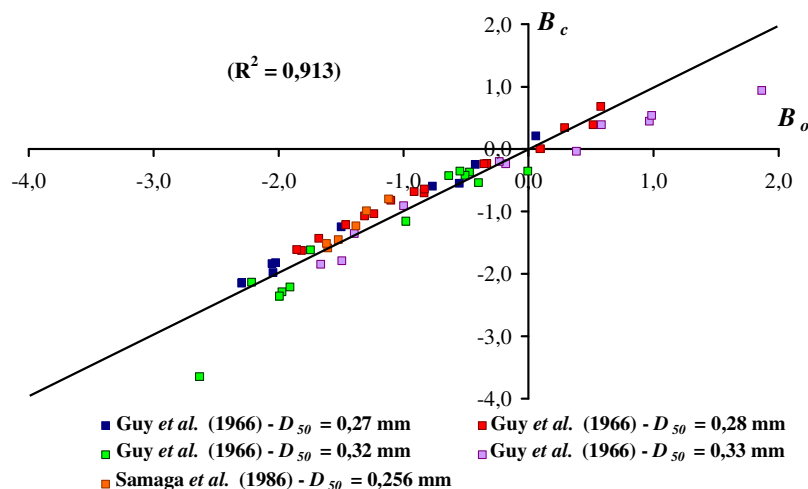 2,0
B c
(R² = 0,913)
1,0
B o
0,0
-4,0 -3,0 -2,0 -1,0 0,0 1,0 2,0
-1,0
-2,0
-3,0
-4,0
Guy et al. (1966) - D 50 = 0,27 mm Guy et al. (1966) - D 50 = 0,28 mm
Guy et al. (1966) - D 50 = 0,32 mm Guy et al. (1966) - D 50 = 0,33 mm
Samaga et al. (1986) - D 50 = 0,256 mm